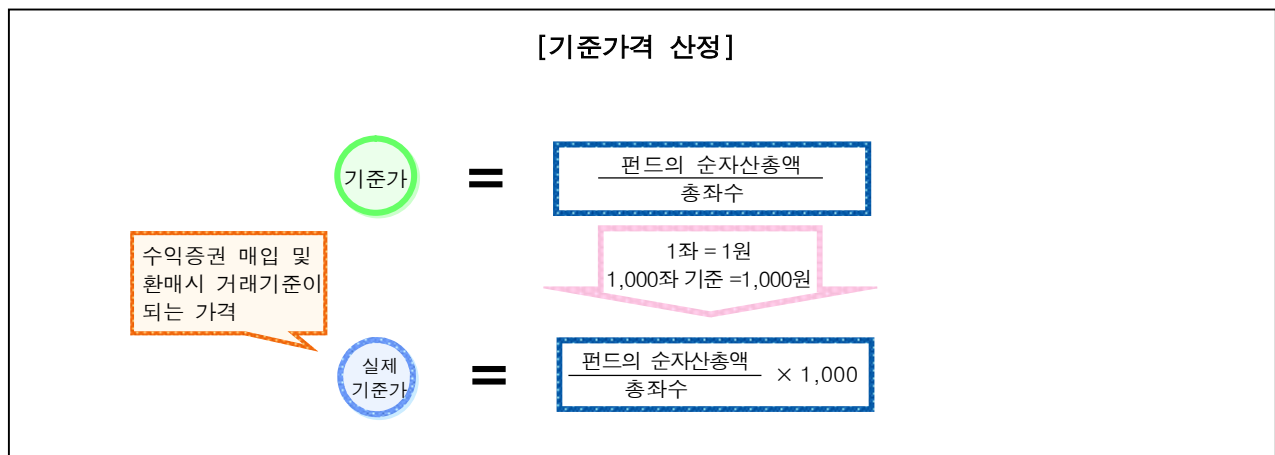 [기준가격 산정]
기준가
=
펀드의 순자산총액
총좌수
1좌 = 1원
1,000좌 기준 =1,000원
수익증권 매입 및
환매시 거래기준이
되는 가격
실제
기준가
=
펀드의 순자산총액
총좌수
× 1,000